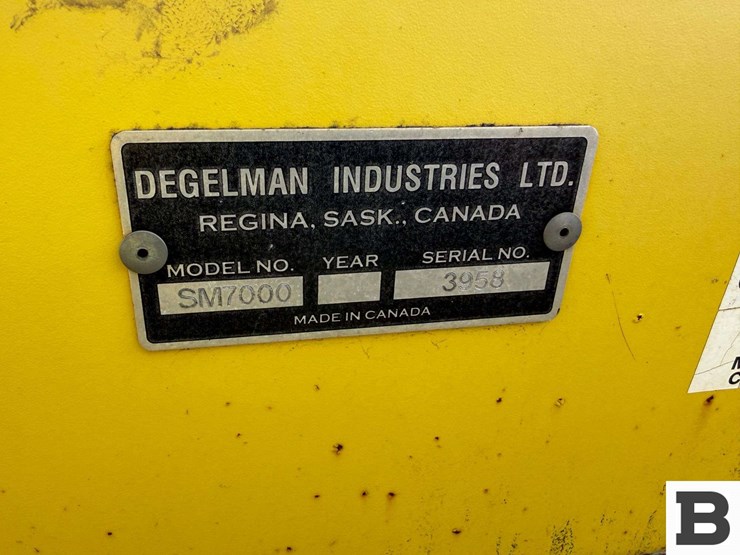 DEGELMAN INDUSTRIES LTD.
REGINA, SASK., CANADA
MODEL NO. YEAR SERIAL NO.
SM7000 3958
MADE IN CANADA
B